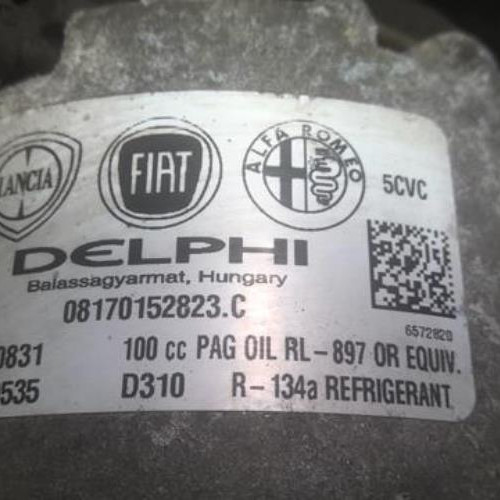 LANCIA FIAT ALFA ROMEO 5CVC
DELPHI
Balassagyarmat, Hungary
08170152823.C
6572820
0831 100 cc PAG OIL RL-897 OR EQUIV.
535 D310 R-134a REFRIGERANT